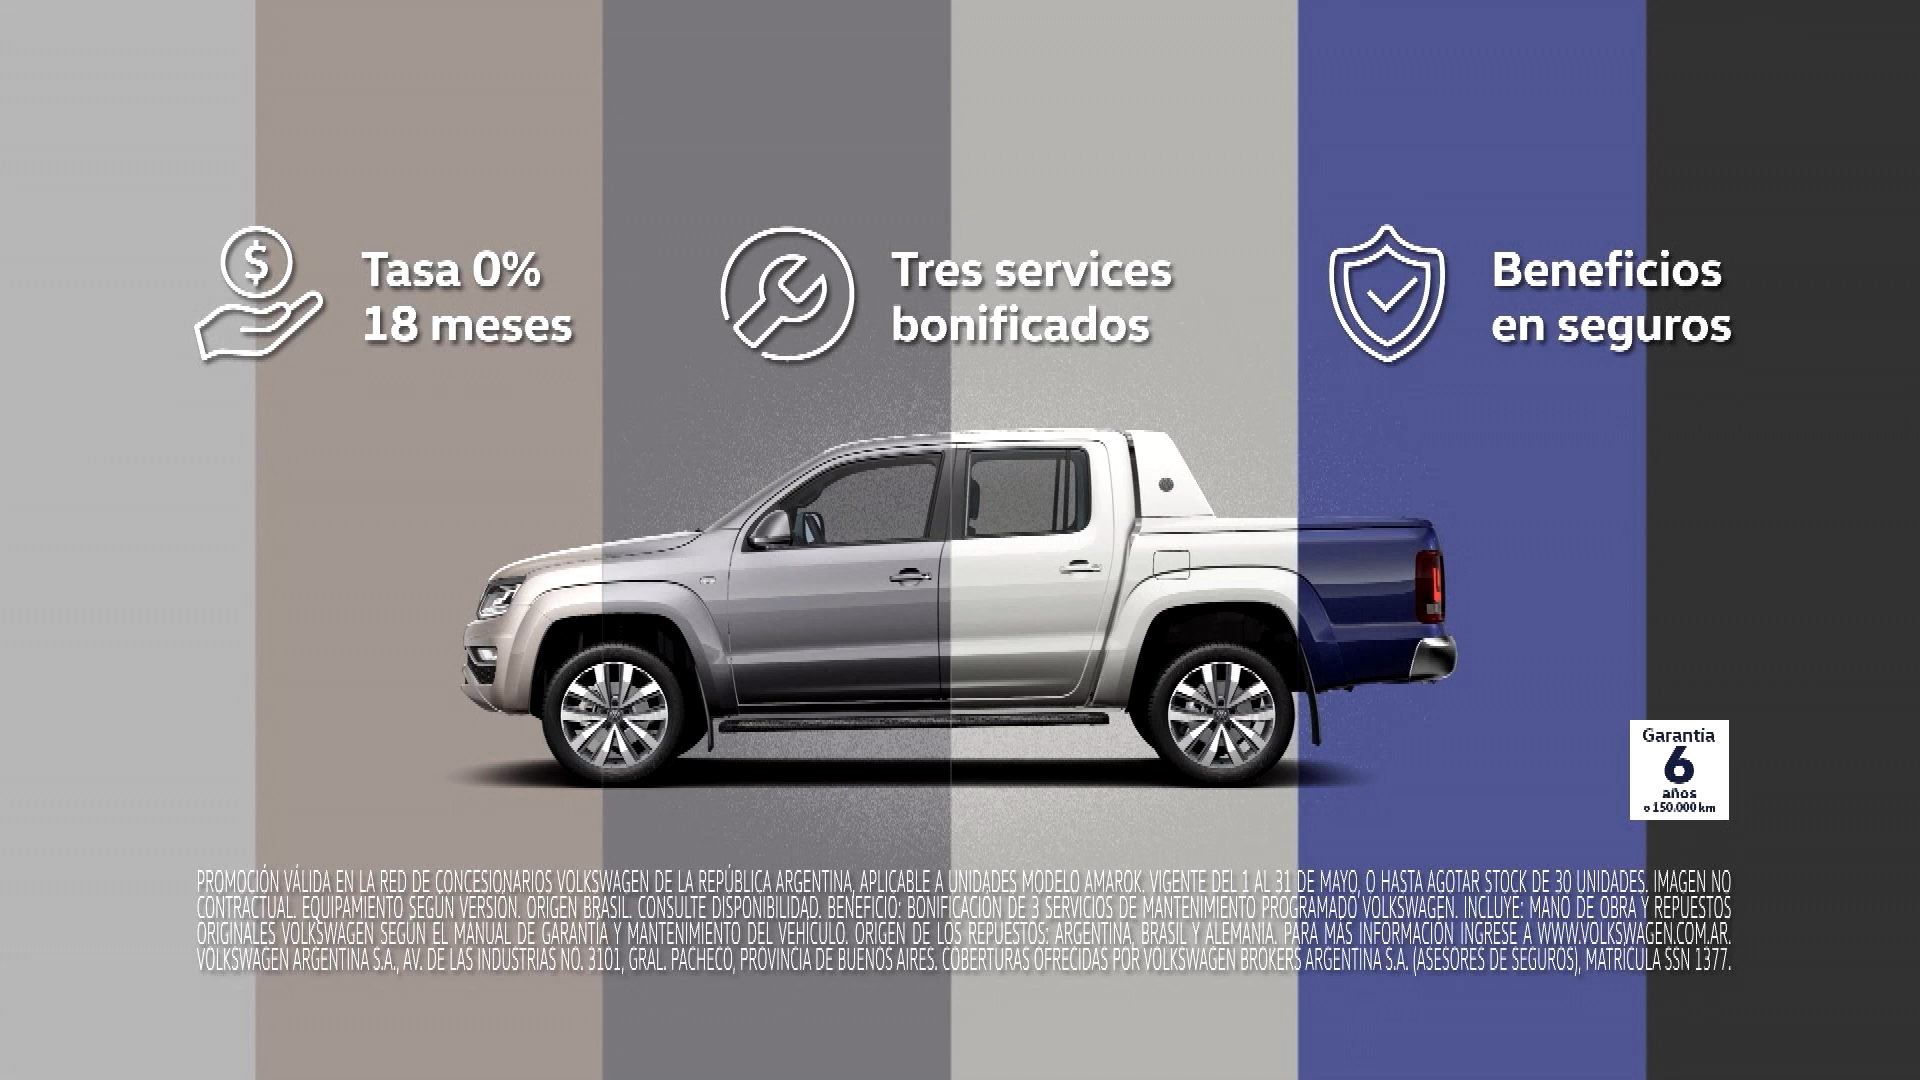 Tasa 0%
18 meses
Tres services
bonificados
Beneficios
en seguros
Garantía
6
años
o 150.000 km
PROMOCIÓN VÁLIDA EN LA RED DE CONCESIONARIOS VOLKSWAGEN DE LA REPÚBLICA ARGENTINA, APLICABLE A UNIDADES MODELO AMAROK. VIGENTE DEL 1 AL 31 DE MAYO, O HASTA AGOTAR STOCK DE 30 UNIDADES. IMAGEN NO
CONTRACTUAL. EQUIPAMIENTO SEGÚN VERSIÓN. ORIGEN BRASIL. CONSULTE DISPONIBILIDAD. BENEFICIO: BONIFICACIÓN DE 3 SERVICIOS DE MANTENIMIENTO PROGRAMADO VOLKSWAGEN. INCLUYE: MANO DE OBRA Y REPUESTOS
ORIGINALES VOLKSWAGEN SEGÚN EL MANUAL DE GARANTÍA Y MANTENIMIENTO DEL VEHÍCULO. ORIGEN DE LOS REPUESTOS: ARGENTINA, BRASIL Y ALEMANIA. PARA MÁS INFORMACIÓN INGRESE A WWW.VOLKSWAGEN.COM.AR.
VOLKSWAGEN ARGENTINA S.A., AV. DE LAS INDUSTRIAS NO. 3101, GRAL. PACHECO, PROVINCIA DE BUENOS AIRES. COBERTURAS OFRECIDAS POR VOLKSWAGEN BROKERS ARGENTINA S.A. (ASESORES DE SEGUROS), MATRÍCULA SSN 1377.